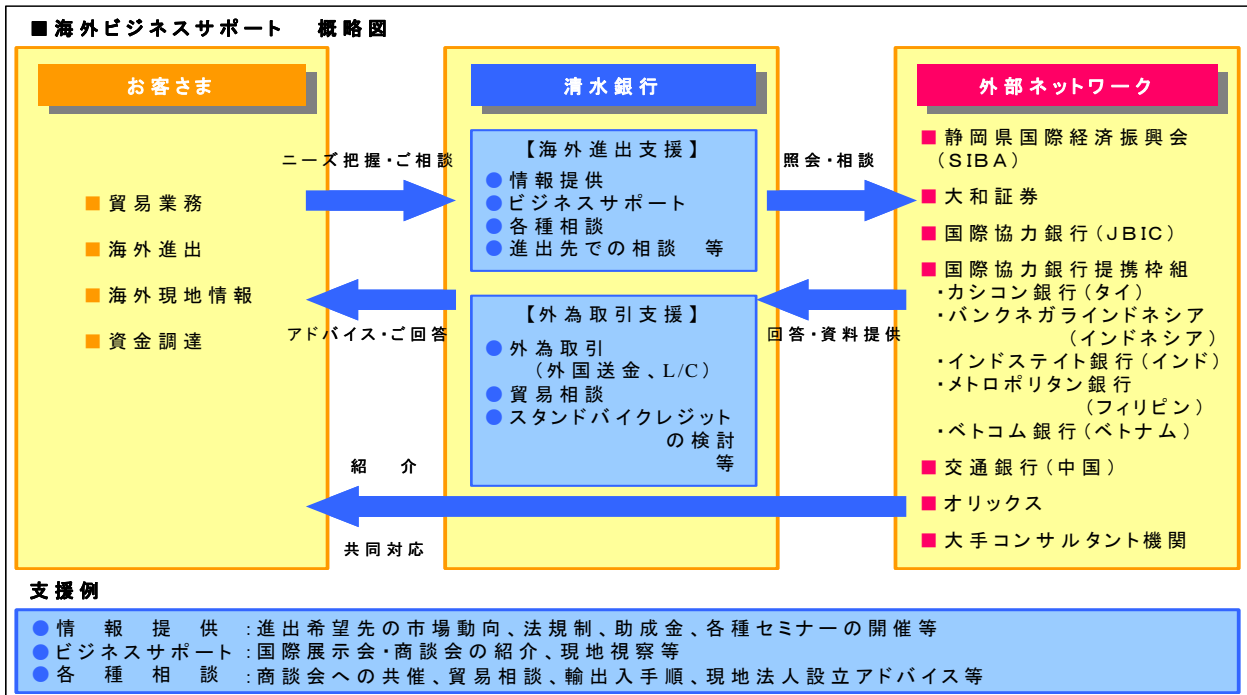 ■海外ビジネスサポート 概略図
お客さま
■貿易業務
■海外進出
■海外現地情報
■資金調達
ニーズ把握・ご相談
アドバイス・ご回答
紹 介
共同対応
清水銀行
【海外進出支援】
●情報提供
●ビジネスサポート
●各種相談
●進出先での相談 等
【外為取引支援】
●外為取引
(外国送金、L/C)
●貿易相談
●スタンドバイクレジット
の検討
等
照会・相談
回答・資料提供
外部ネットワーク
■静岡県国際経済振興会
(SIBA)
■大和証券
■国際協力銀行(JBIC)
■国際協力銀行提携枠組
・カシコン銀行(タイ)
・バンクネガラインドネシア
(インドネシア)
・インドステイト銀行(インド)
・メトロポリタン銀行
(フィリピン)
・ベトコム銀行(ベトナム)
■交通銀行(中国)
■オリックス
■大手コンサルタント機関
支援例
●情 報 提 供 :進出希望先の市場動向、法規制、助成金、各種セミナーの開催等
●ビジネスサポート:国際展示会・商談会の紹介、現地視察等
●各 種 相 談 :商談会への共催、貿易相談、輸出入手順、現地法人設立アドバイス等